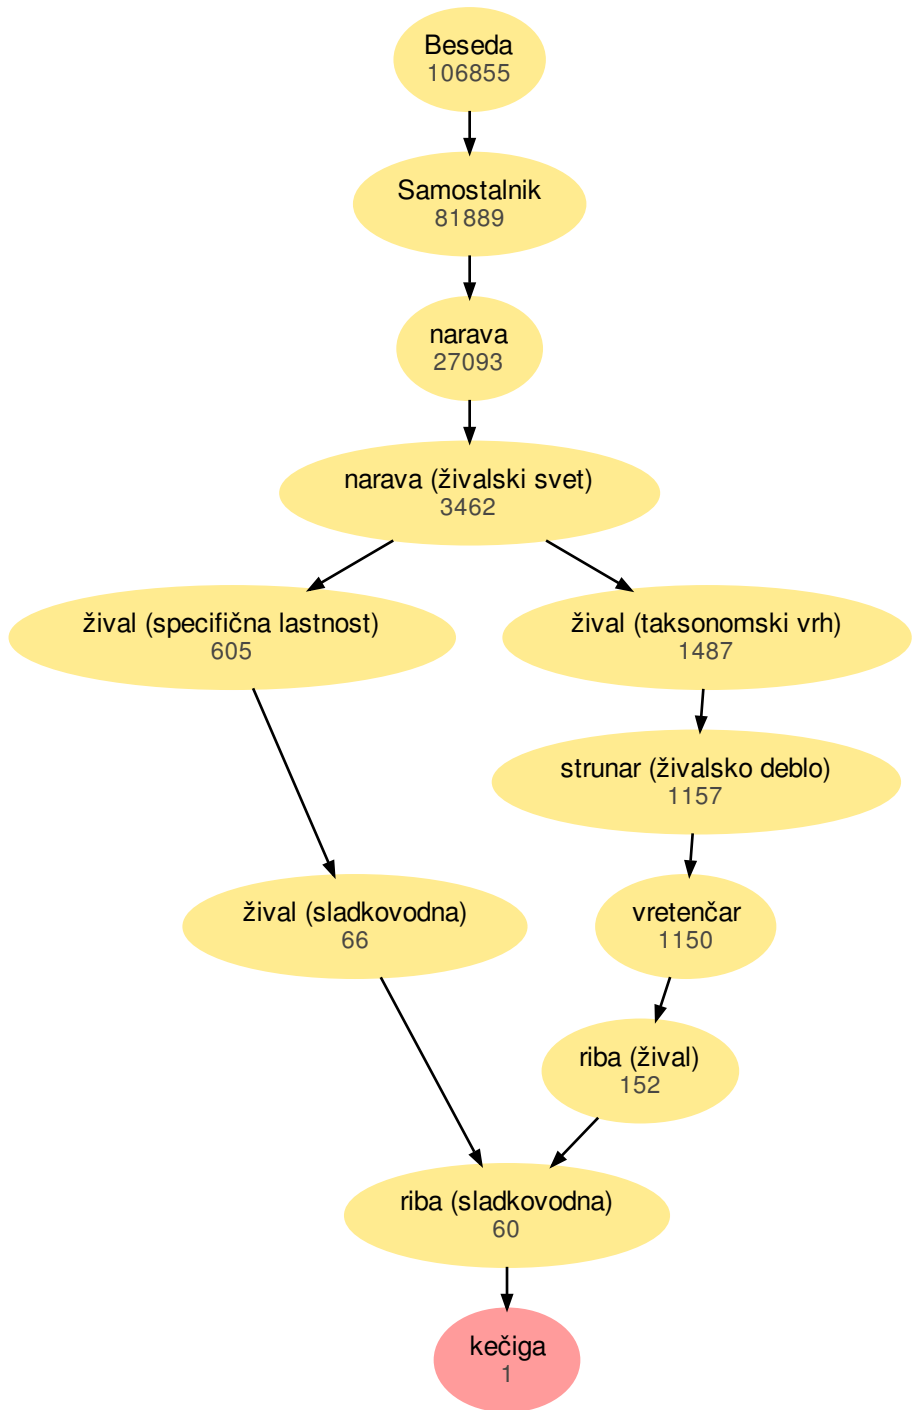 Beseda
106855
Samostalnik
81889
narava
27093
narava (živalski svet)
3462
žival (specifična lastnost)
605
žival (taksonomski vrh)
1487
strunar (živalsko deblo)
1157
žival (sladkovodna)
66
vretenčar
1150
riba (žival)
152
riba (sladkovodna)
60
kečiga
1